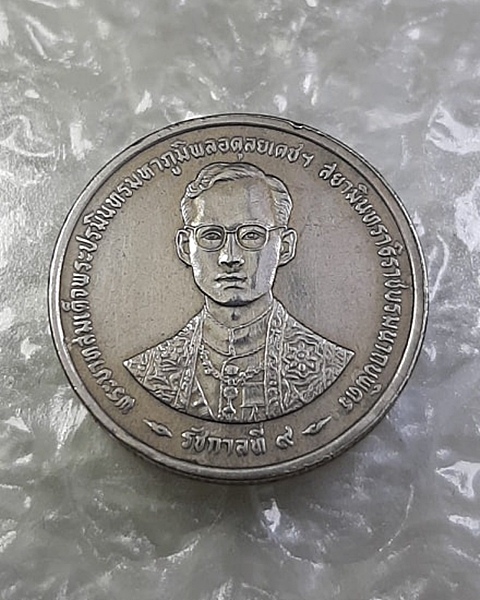 พระบาทสมเด็จพระปรมินทรมหาภูมิพลอดุลยเดชฯ สยามินทราธิราชบรมนาถบพิตร
รัชกาลที่ ๙